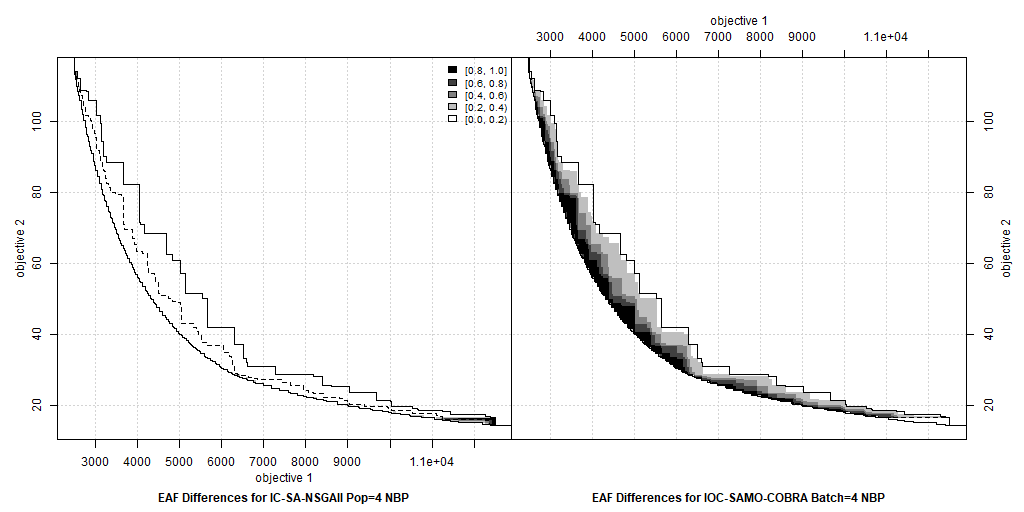 objective 1
3000 4000 5000 6000 7000 8000 9000 1.1e+04
[0.8, 1.0]
[0.6, 0.8)
[0.4, 0.6)
[0.2, 0.4)
[0.0, 0.2)
100
80
60
40
20
objective 2
100
80
60
40
20
objective 2
3000 4000 5000 6000 7000 8000 9000 1.1e+04
objective 1
EAF Differences for IC-SA-NSGAII Pop=4 NBP
EAF Differences for IOC-SAMO-COBRA Batch=4 NBP